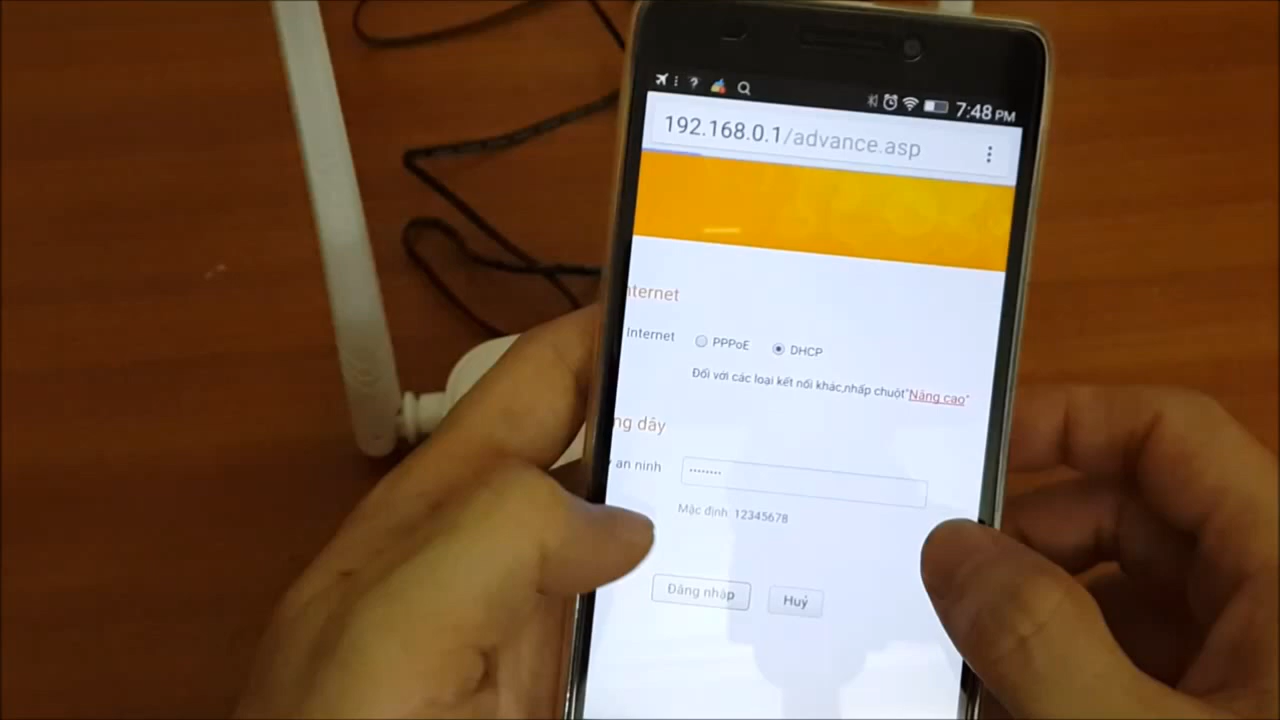 7:48 PM
192.168.0.1/advance.asp
nternet
Internet PPPoE DHCP
Đối với các loại kết nối khác,nhấp chuột"Nâng cao"
ng dây
an ninh ········
Mặc định: 12345678
Đăng nhập Huỷ